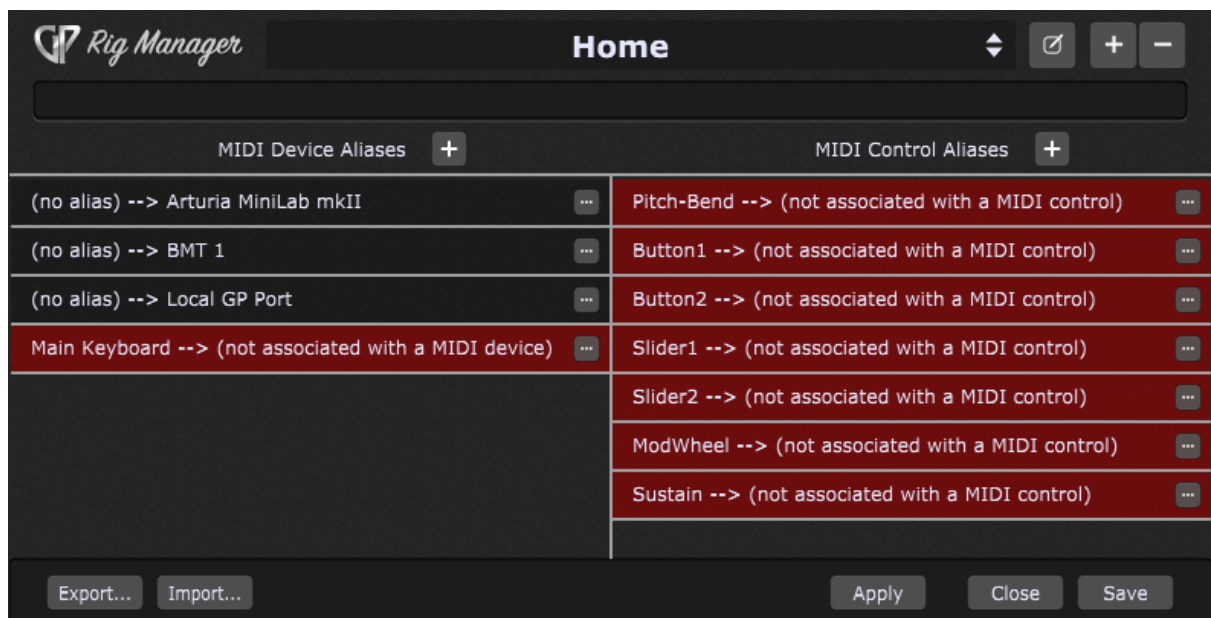 GP Rig Manager
Home
MIDI Device Aliases +
MIDI Control Aliases +
(no alias) --> Arturia MiniLab mkII ...
(no alias) --> BMT 1 ...
(no alias) --> Local GP Port ...
Main Keyboard --> (not associated with a MIDI device) ...
Pitch-Bend --> (not associated with a MIDI control) ...
Button1 --> (not associated with a MIDI control) ...
Button2 --> (not associated with a MIDI control) ...
Slider1 --> (not associated with a MIDI control) ...
Slider2 --> (not associated with a MIDI control) ...
ModWheel --> (not associated with a MIDI control) ...
Sustain --> (not associated with a MIDI control) ...
Export... Import... Apply Close Save